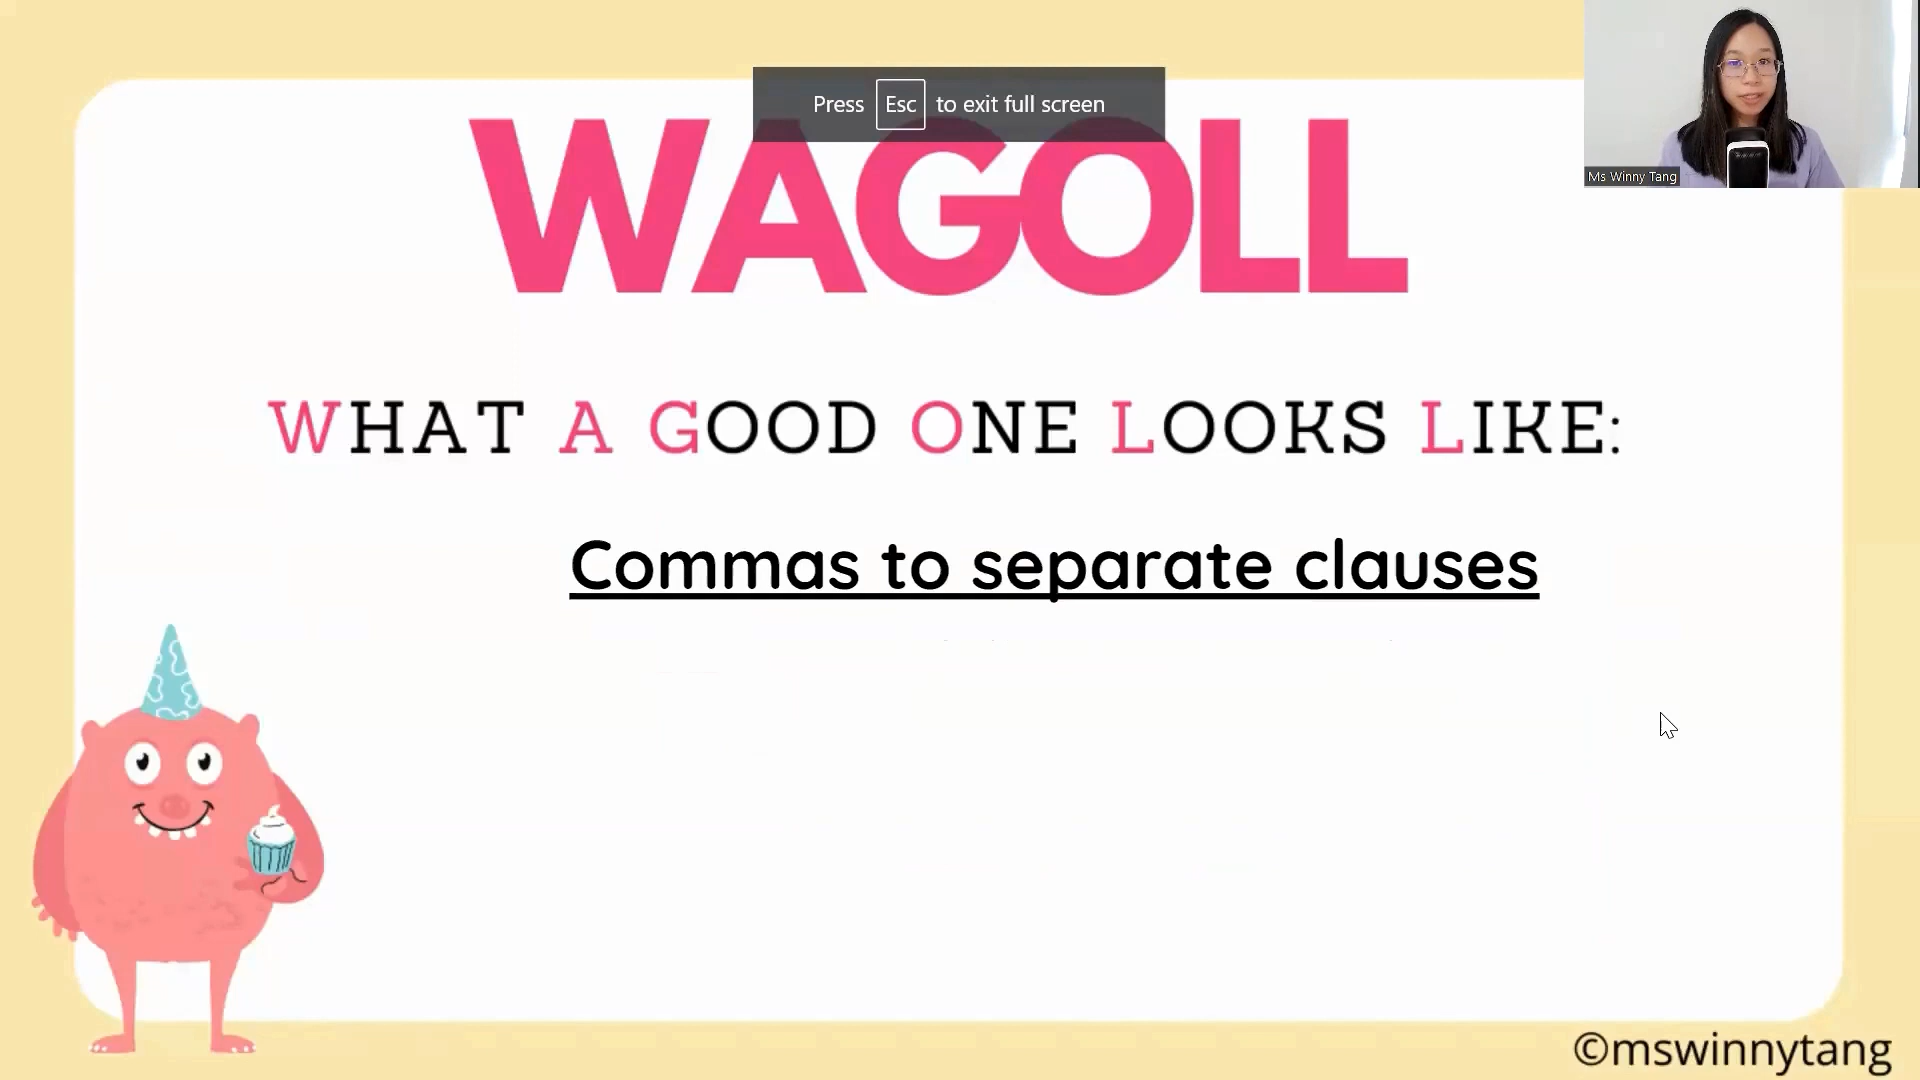 Press Esc to exit full screen
WAGOLL
Ms Winny Tang
WHAT A GOOD ONE LOOKS LIKE:
Commas to separate clauses
©mswinnytang